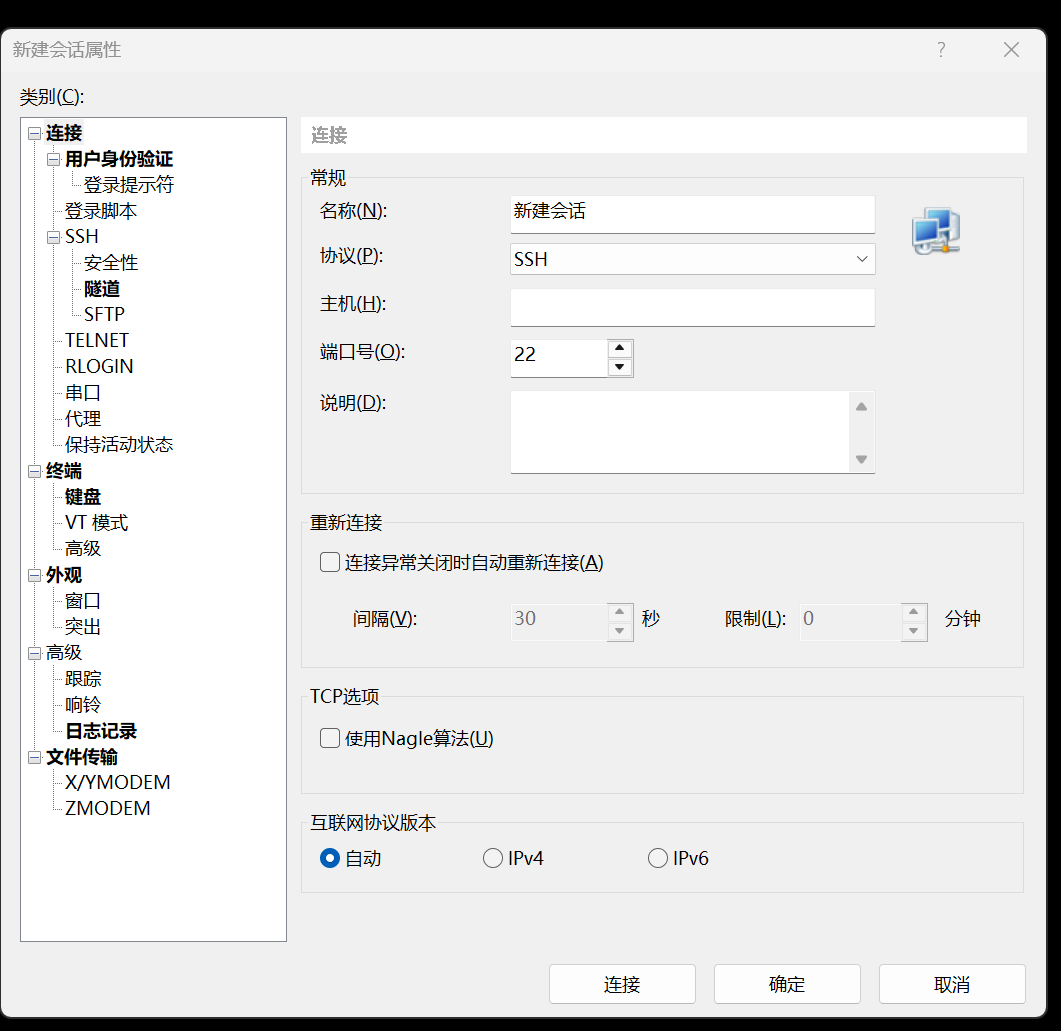 新建会话属性
类别(C):
连接
用户身份验证
登录提示符
登录脚本
SSH
安全性
隧道
SFTP
TELNET
RLOGIN
串口
代理
保持活动状态
终端
键盘
VT 模式
高级
外观
窗口
突出
高级
跟踪
响铃
日志记录
文件传输
X/YMODEM
ZMODEM
连接
常规
名称(N): 新建会话
协议(P): SSH
主机(H):
端口号(O): 22
说明(D):
重新连接
连接异常关闭时自动重新连接(A)
间隔(V): 30 秒 限制(L): 0 分钟
TCP选项
使用Nagle算法(U)
互联网协议版本
自动 IPv4 IPv6
连接 确定 取消